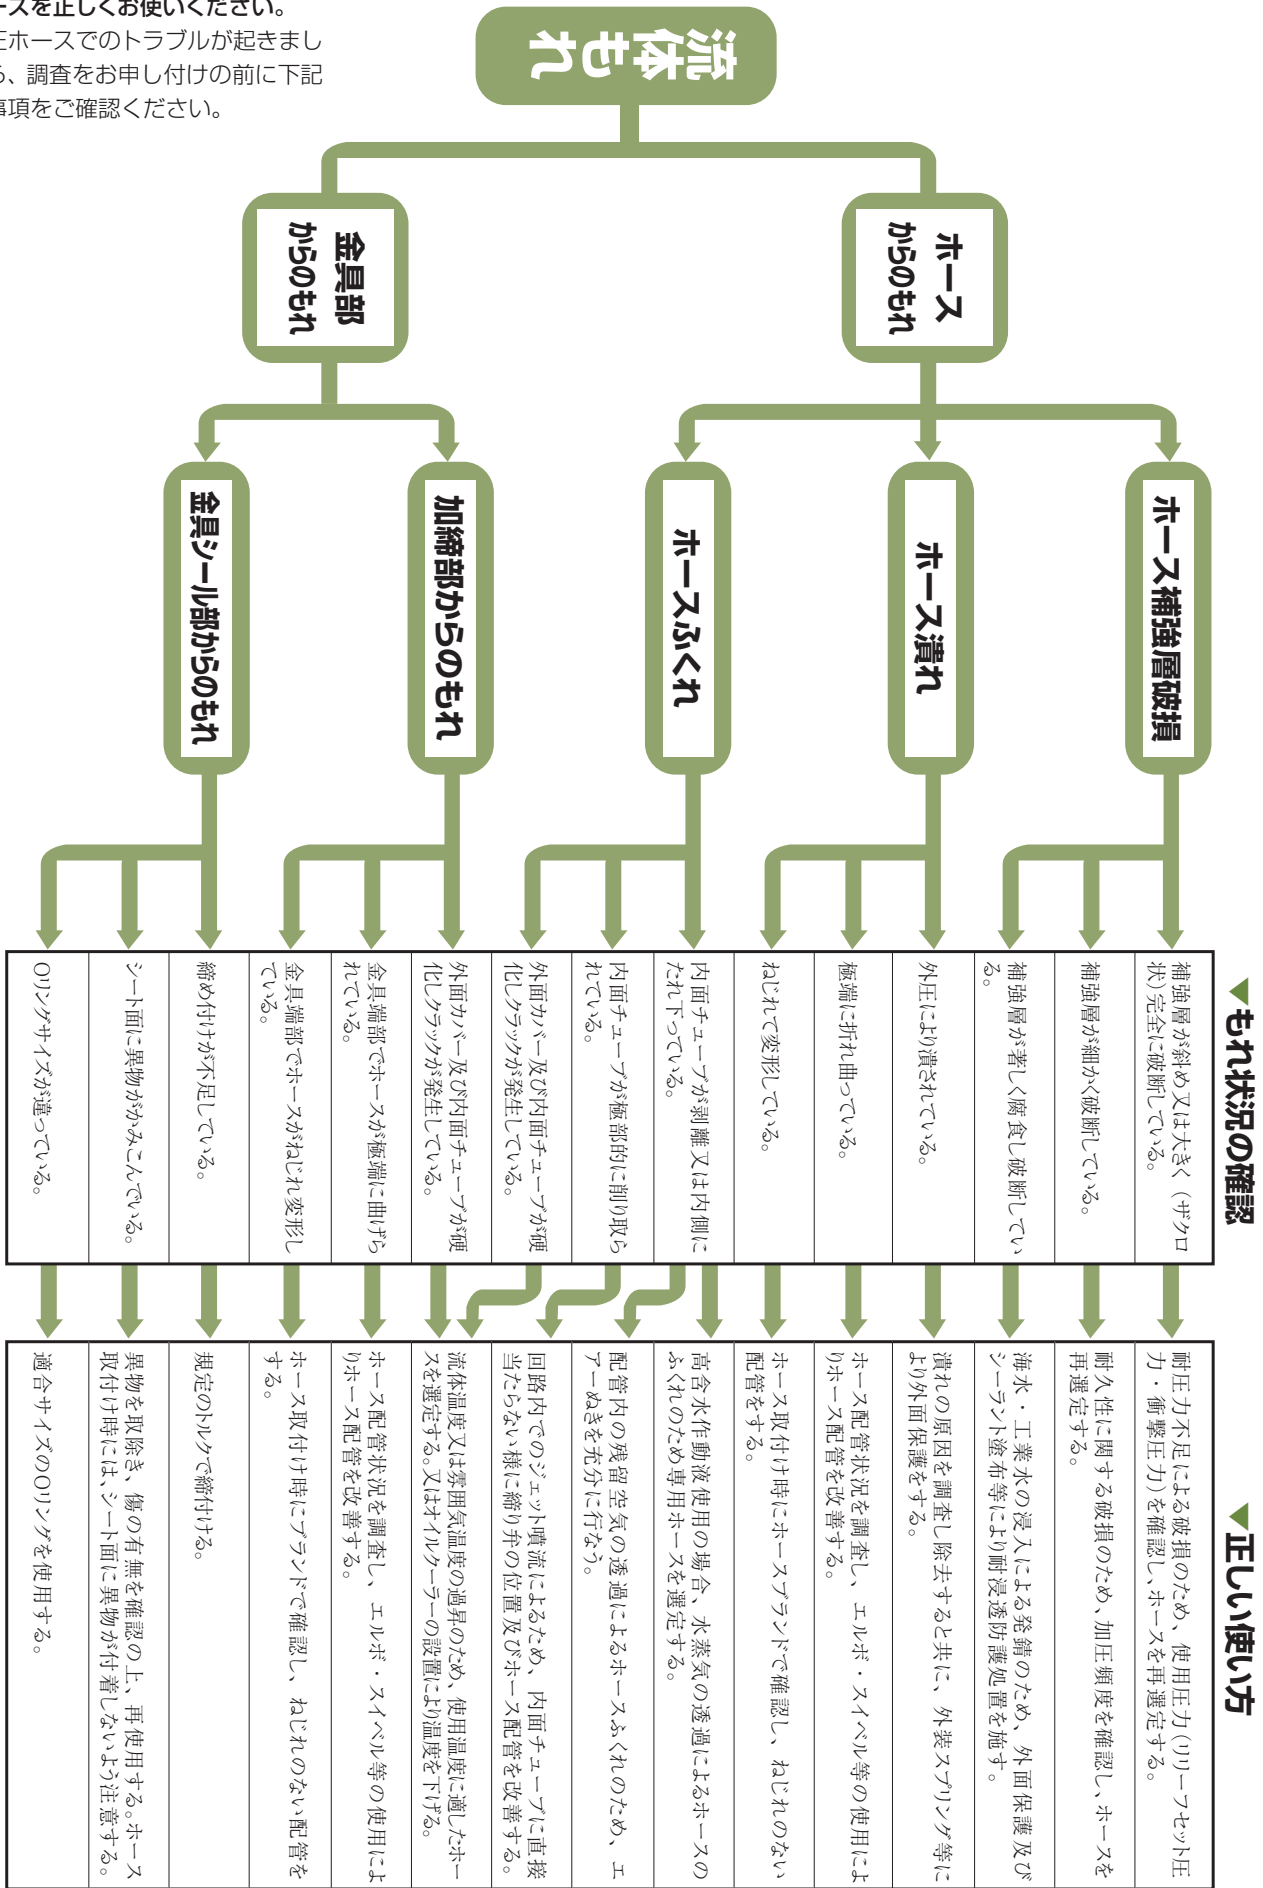 ースを正しくお使いください。
圧ホースでのトラブルが起きまし
ら、調査をお申し付けの前に下記
事項をご確認ください。
流体もれ
ホース
からのもれ
金具部
からのもれ
ホース補強層破損
ホース潰れ
ホースふくれ
加締部からのもれ
金具シール部からのもれ
▼もれ状況の確認
補強層が斜め又は大きく（ザクロ
状）完全に破断している。
補強層が細かく破断している。
補強層が著しく腐食し破断してい
る。
外圧により潰されている。
極端に折れ曲っている。
ねじれて変形している。
内面チューブが剥離又は内側に
たれ下っている。
内面チューブが極部的に削り取ら
れている。
外面カバー及び内面チューブが硬
化しクラックが発生している。
外面カバー及び内面チューブが硬
化しクラックが発生している。
金具端部でホースが極端に曲げら
れている。
金具端部でホースがねじれ変形し
ている。
締め付けが不足している。
シート面に異物がかみこんでいる。
Oリングサイズが違っている。
▼正しい使い方
耐圧力不足による破損のため、使用圧力（リリーフセット圧
力・衝撃圧力）を確認し、ホースを再選定する。
耐久性に関する破損のため、加圧頻度を確認し、ホースを
再選定する。
海水・工業水の浸入による発錆のため、外面保護及び
シーラント塗布等により耐浸透防護処置を施す。
潰れの原因を調査し除去すると共に、外装スプリング等に
より外面保護をする。
ホース配管状況を調査し、エルボ・スイベル等の使用によ
りホース配管を改善する。
ホース取付け時にホースブランドで確認し、ねじれのない
配管をする。
高含水作動液使用の場合、水蒸気の透過によるホースの
ふくれのため専用ホースを選定する。
配管内の残留空気の透過によるホースふくれのため、エ
アーぬきを充分に行なう。
回路内でのジェット噴流によるため、内面チューブに直接
当たらない様に締り弁の位置及びホース配管を改善する。
流体温度又は雰囲気温度の過昇のため、使用温度に適したホー
スを選定する。又はオイルクーラーの設置により温度を下げる。
ホース配管状況を調査し、エルボ・スイベル等の使用によ
りホース配管を改善する。
ホース取付け時にブランドで確認し、ねじれのない配管を
する。
規定のトルクで締付ける。
異物を取除き、傷の有無を確認の上、再使用する。ホース
取付け時には、シート面に異物が付着しないよう注意する。
適合サイズのOリングを使用する。